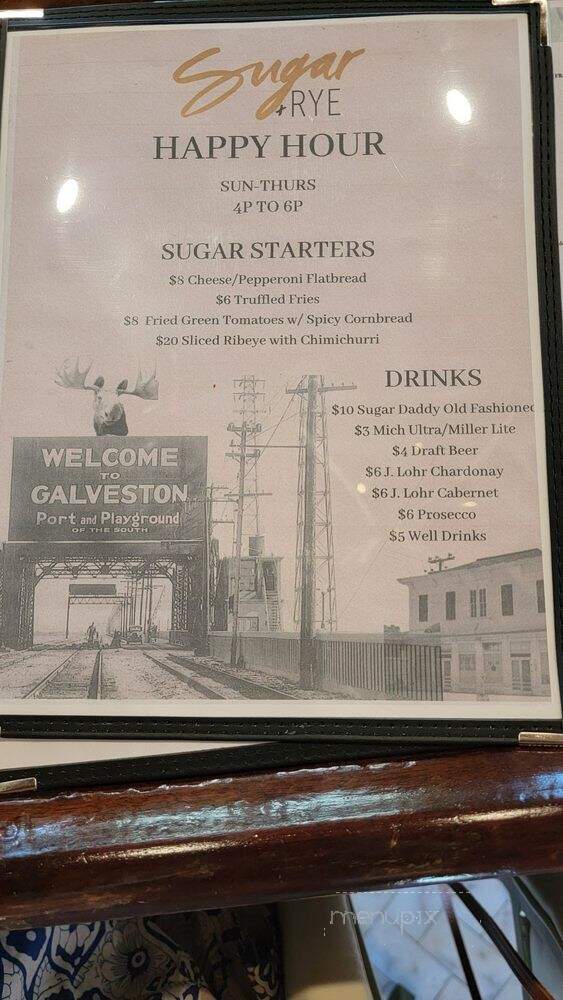 Sugar
+RYE
HAPPY HOUR
SUN-THURS
4P TO 6P
SUGAR STARTERS
$8 Cheese/Pepperoni Flatbread
$6 Truffled Fries
$8 Fried Green Tomatoes w/ Spicy Cornbread
$20 Sliced Ribeye with Chimichurri
DRINKS
$10 Sugar Daddy Old Fashioned
$3 Mich Ultra/Miller Lite
$4 Draft Beer
$6 J. Lohr Chardonay
$6 J. Lohr Cabernet
$6 Prosecco
$5 Well Drinks
WELCOME
TO
GALVESTON
Port and Playground
OF THE SOUTH
menupix